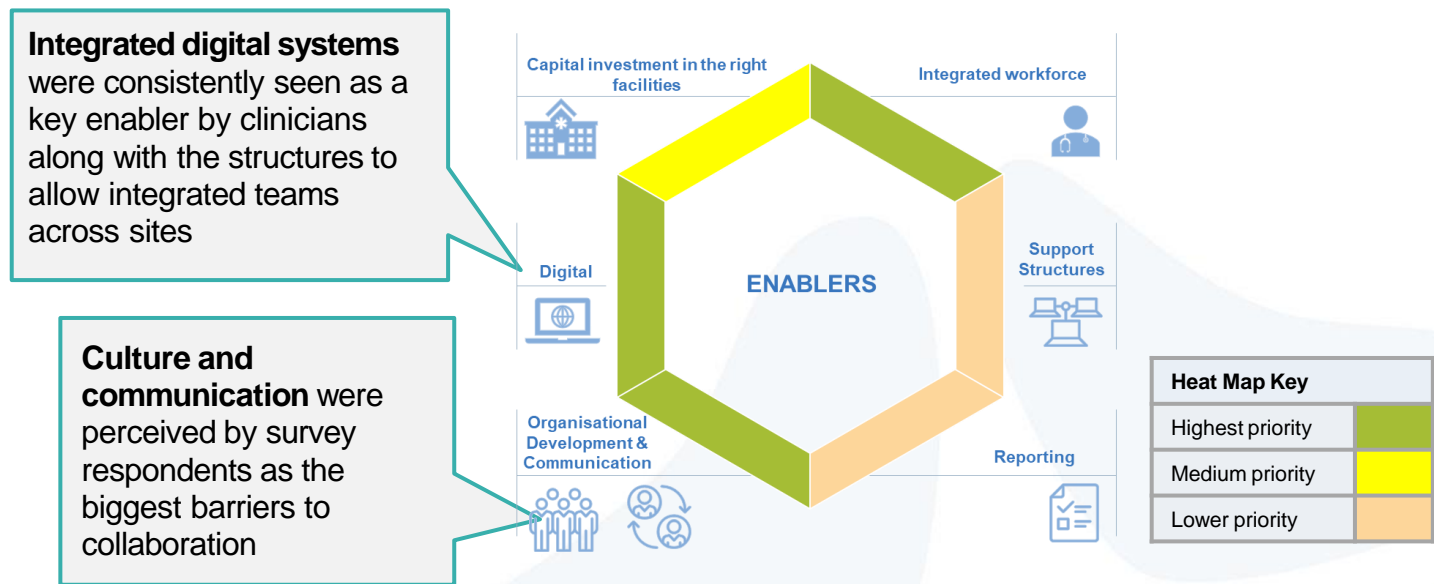 Integrated digital systems
were consistently seen as a
key enabler by clinicians
along with the structures to
allow integrated teams
across sites
Capital investment in the right
facilities
Integrated workforce
Digital
ENABLERS
Support
Structures
Culture and
communication were
perceived by survey
respondents as the
biggest barriers to
collaboration
Organisational
Development &
Communication
Reporting
Heat Map Key
Highest priority
Medium priority
Lower priority